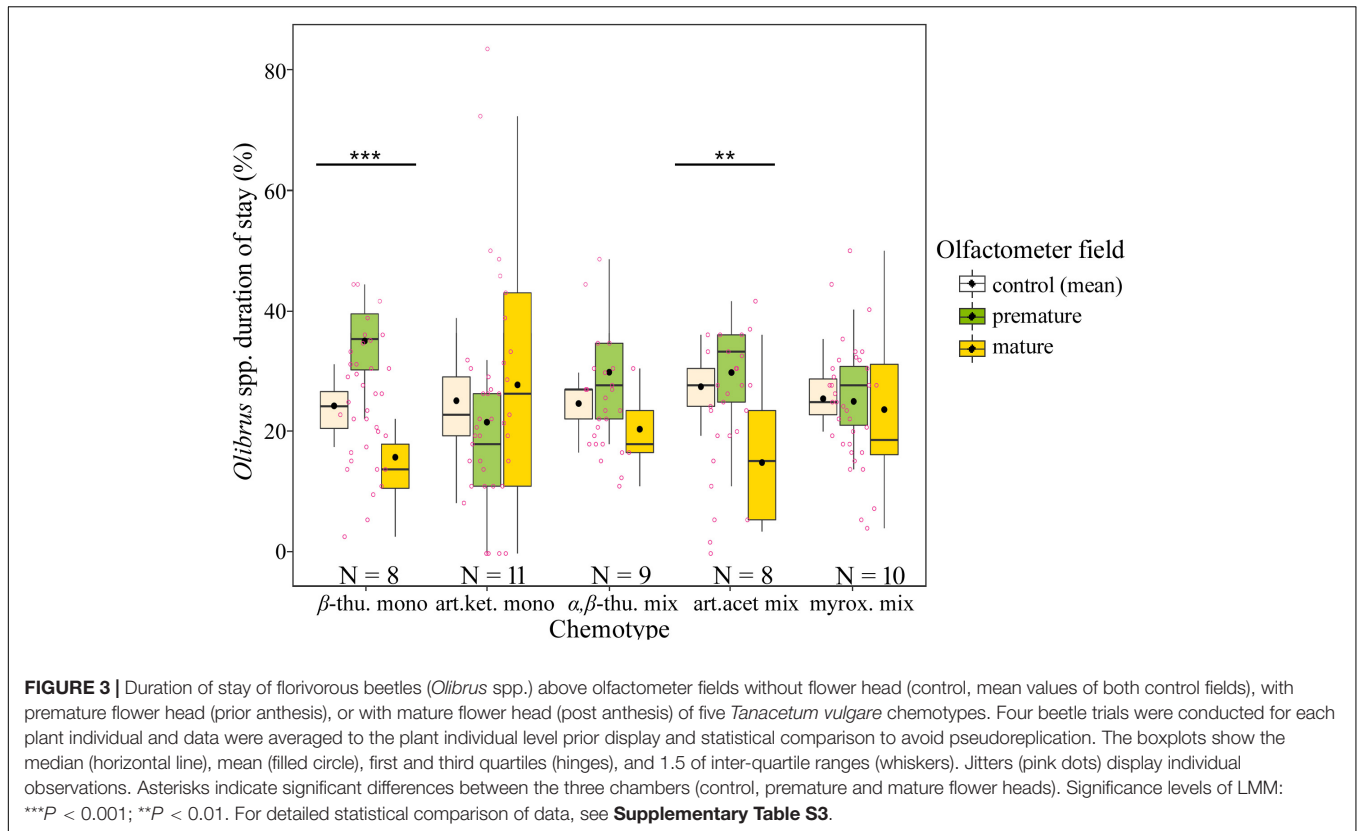 80
60
40
20
0
Olibrus spp. duration of stay (%)
***
**
N = 8
N = 11
N = 9
N = 8
N = 10
β-thu. mono
art.ket. mono
α,β-thu. mix
art.acet mix
myrox. mix
Chemotype
Olfactometer field
control (mean)
premature
mature
FIGURE 3 | Duration of stay of florivorous beetles (Olibrus spp.) above olfactometer fields without flower head (control, mean values of both control fields), with
premature flower head (prior anthesis), or with mature flower head (post anthesis) of five Tanacetum vulgare chemotypes. Four beetle trials were conducted for each
plant individual and data were averaged to the plant individual level prior display and statistical comparison to avoid pseudoreplication. The boxplots show the
median (horizontal line), mean (filled circle), first and third quartiles (hinges), and 1.5 of inter-quartile ranges (whiskers). Jitters (pink dots) display individual
observations. Asterisks indicate significant differences between the three chambers (control, premature and mature flower heads). Significance levels of LMM:
***P < 0.001; **P < 0.01. For detailed statistical comparison of data, see Supplementary Table S3.